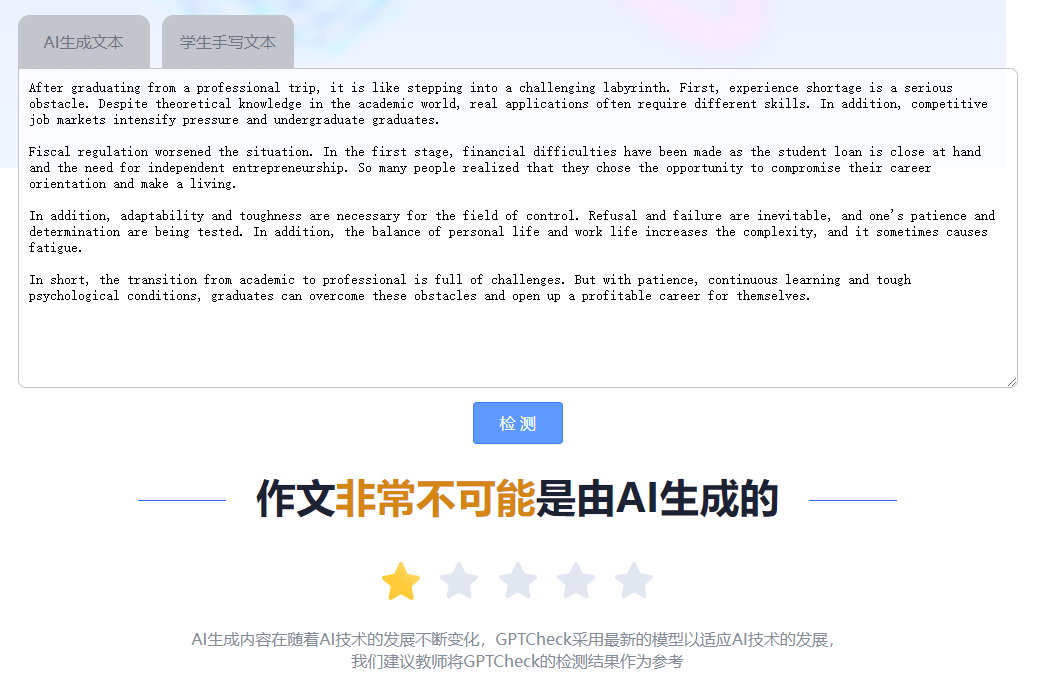 AI生成文本
学生手写文本
After graduating from a professional trip, it is like stepping into a challenging labyrinth. First, experience shortage is a serious
obstacle. Despite theoretical knowledge in the academic world, real applications often require different skills. In addition, competitive
job markets intensify pressure and undergraduate graduates.
Fiscal regulation worsened the situation. In the first stage, financial difficulties have been made as the student loan is close at hand
and the need for independent entrepreneurship. So many people realized that they chose the opportunity to compromise their career
orientation and make a living.
In addition, adaptability and toughness are necessary for the field of control. Refusal and failure are inevitable, and one's patience and
determination are being tested. In addition, the balance of personal life and work life increases the complexity, and it sometimes causes
fatigue.
In short, the transition from academic to professional is full of challenges. But with patience, continuous learning and tough
psychological conditions, graduates can overcome these obstacles and open up a profitable career for themselves.
检 测
作文非常不可能是由AI生成的
AI生成内容在随着AI技术的发展不断变化，GPTCheck采用最新的模型以适应AI技术的发展，
我们建议教师将GPTCheck的检测结果作为参考